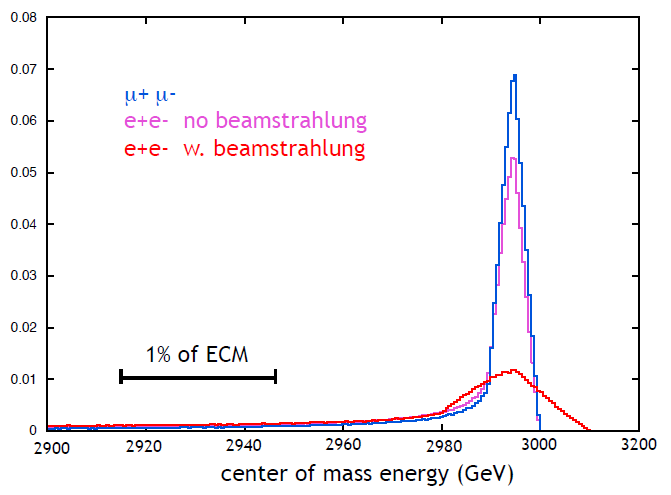 0.08
0.07
0.06
0.05
0.04
0.03
0.02
0.01
0
μ+ μ-
e+e- no beamstrahlung
e+e- w. beamstrahlung
1% of ECM
2900 2920 2940 2960 2980 3000 3200
center of mass energy (GeV)